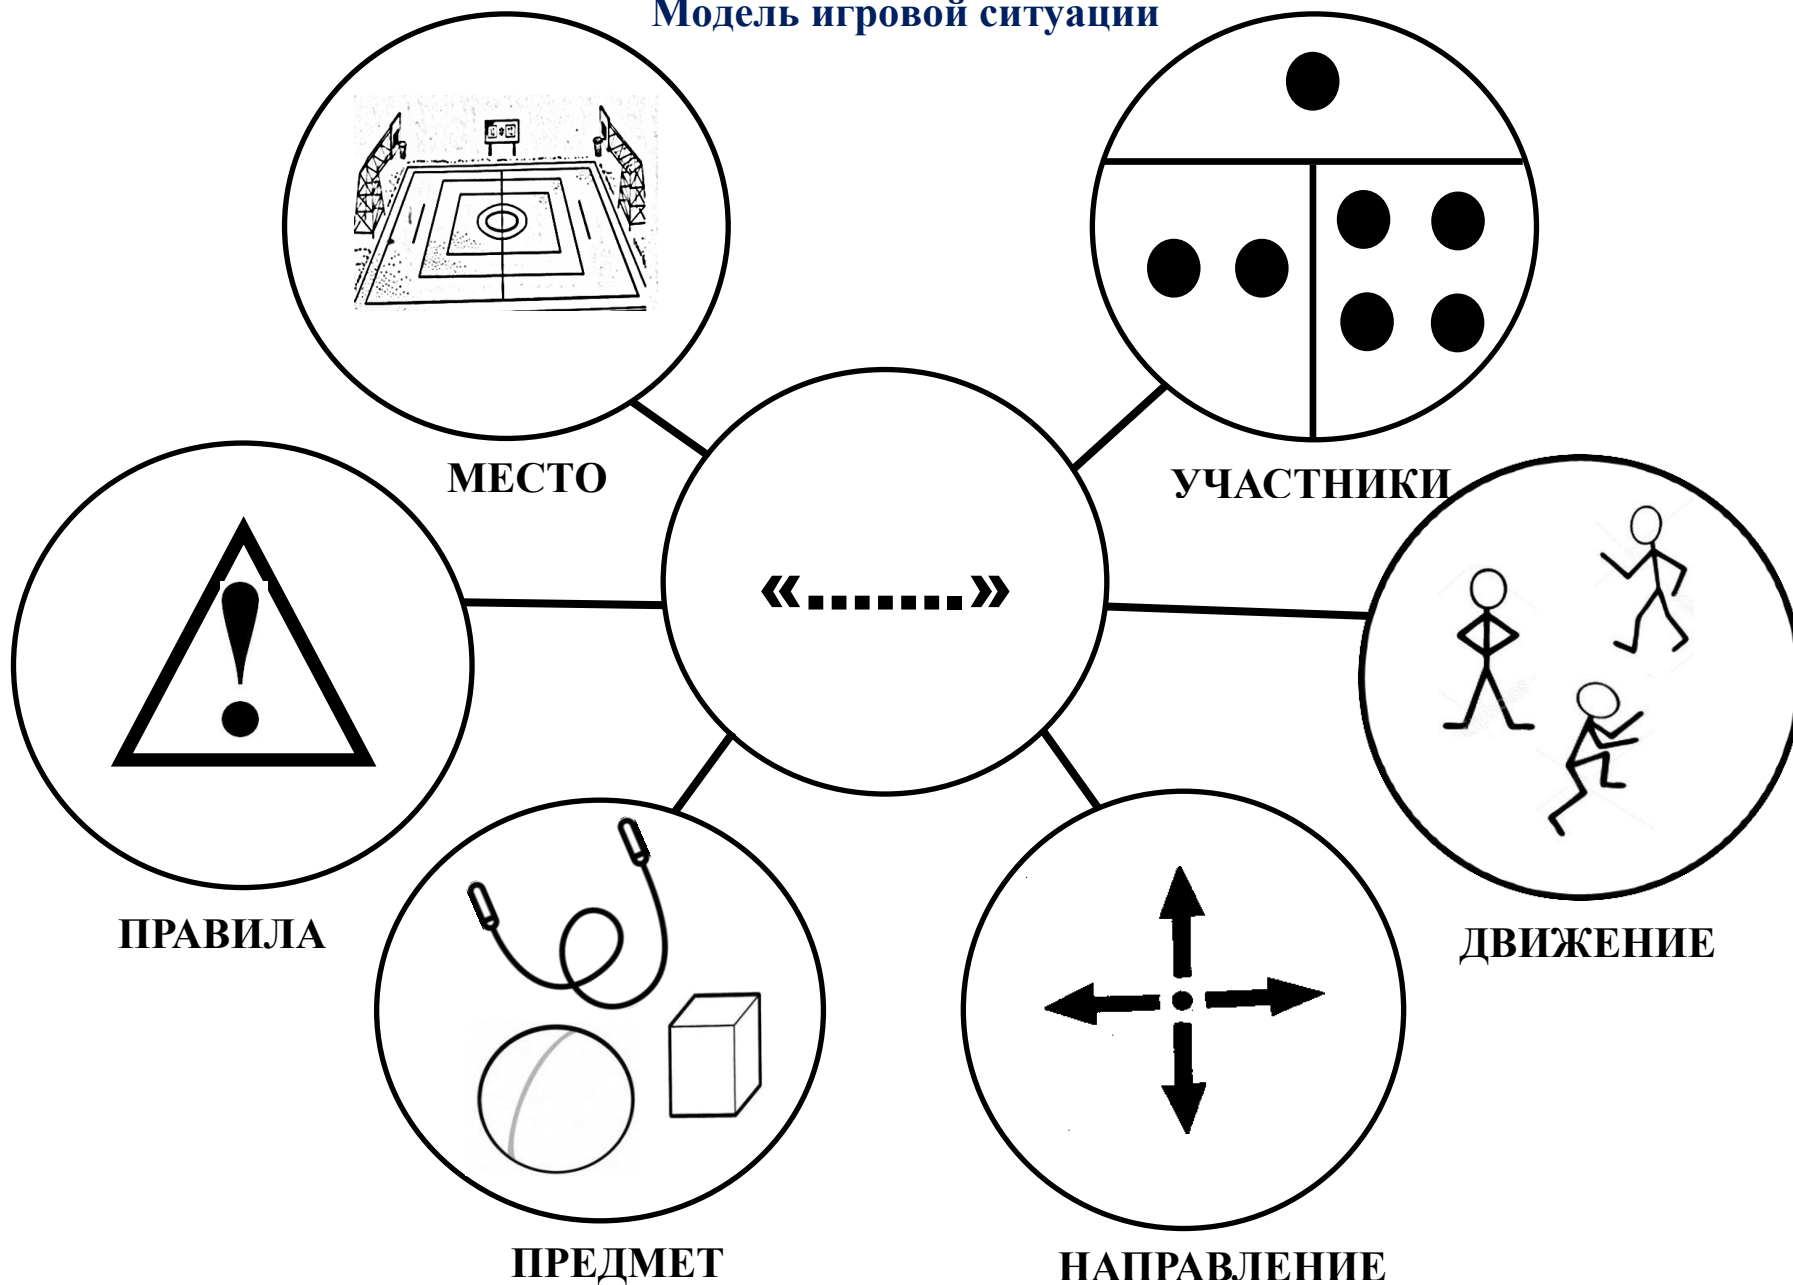 Модель игровой ситуации
МЕСТО
УЧАСТНИКИ
«.......»
ПРАВИЛА
ДВИЖЕНИЕ
ПРЕДМЕТ
НАПРАВЛЕНИЕ